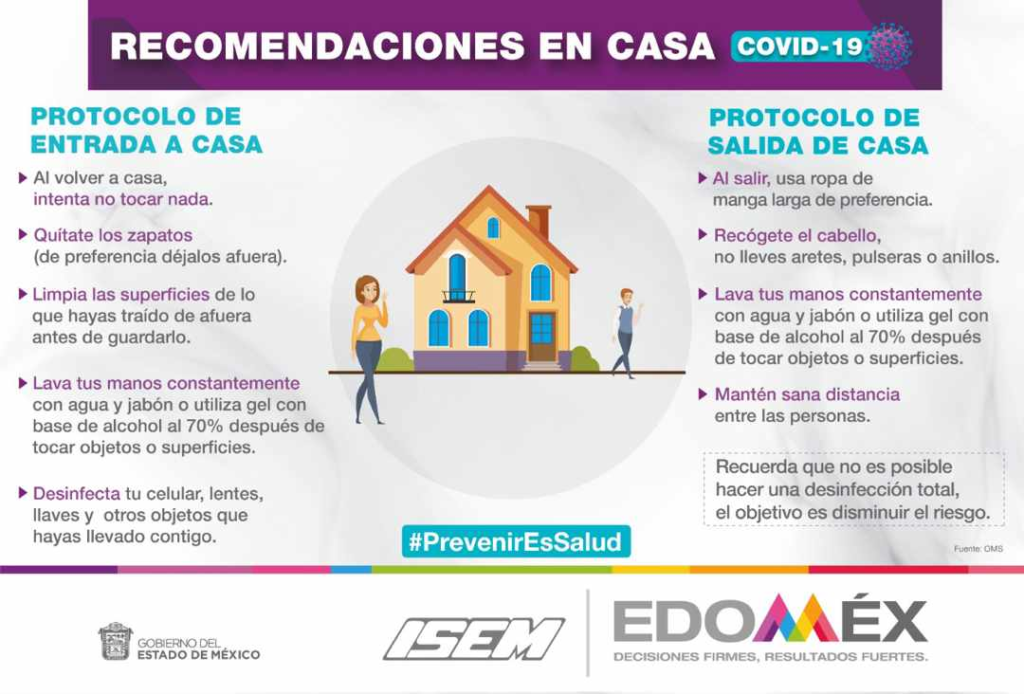 RECOMENDACIONES EN CASA COVID-19
PROTOCOLO DE
ENTRADA A CASA
Al volver a casa,
intenta no tocar nada.
Quítate los zapatos
(de preferencia déjalos afuera).
Limpia las superficies de lo
que hayas traído de afuera
antes de guardarlo.
Lava tus manos constantemente
con agua y jabón o utiliza gel con
base de alcohol al 70% después de
tocar objetos o superficies.
Desinfecta tu celular, lentes,
llaves y otros objetos que
hayas llevado contigo.
PROTOCOLO DE
SALIDA DE CASA
Al salir, usa ropa de
manga larga de preferencia.
Recógete el cabello,
no lleves aretes, pulseras o anillos.
Lava tus manos constantemente
con agua y jabón o utiliza gel con
base de alcohol al 70% después
de tocar objetos o superficies.
Mantén sana distancia
entre las personas.
Recuerda que no es posible
hacer una desinfección total,
el objetivo es disminuir el riesgo.
#PrevenirEsSalud
Fuente: OMS
GOBIERNO DEL
ESTADO DE MÉXICO
ISEM
EDOMÉX
DECISIONES FIRMES, RESULTADOS FUERTES.